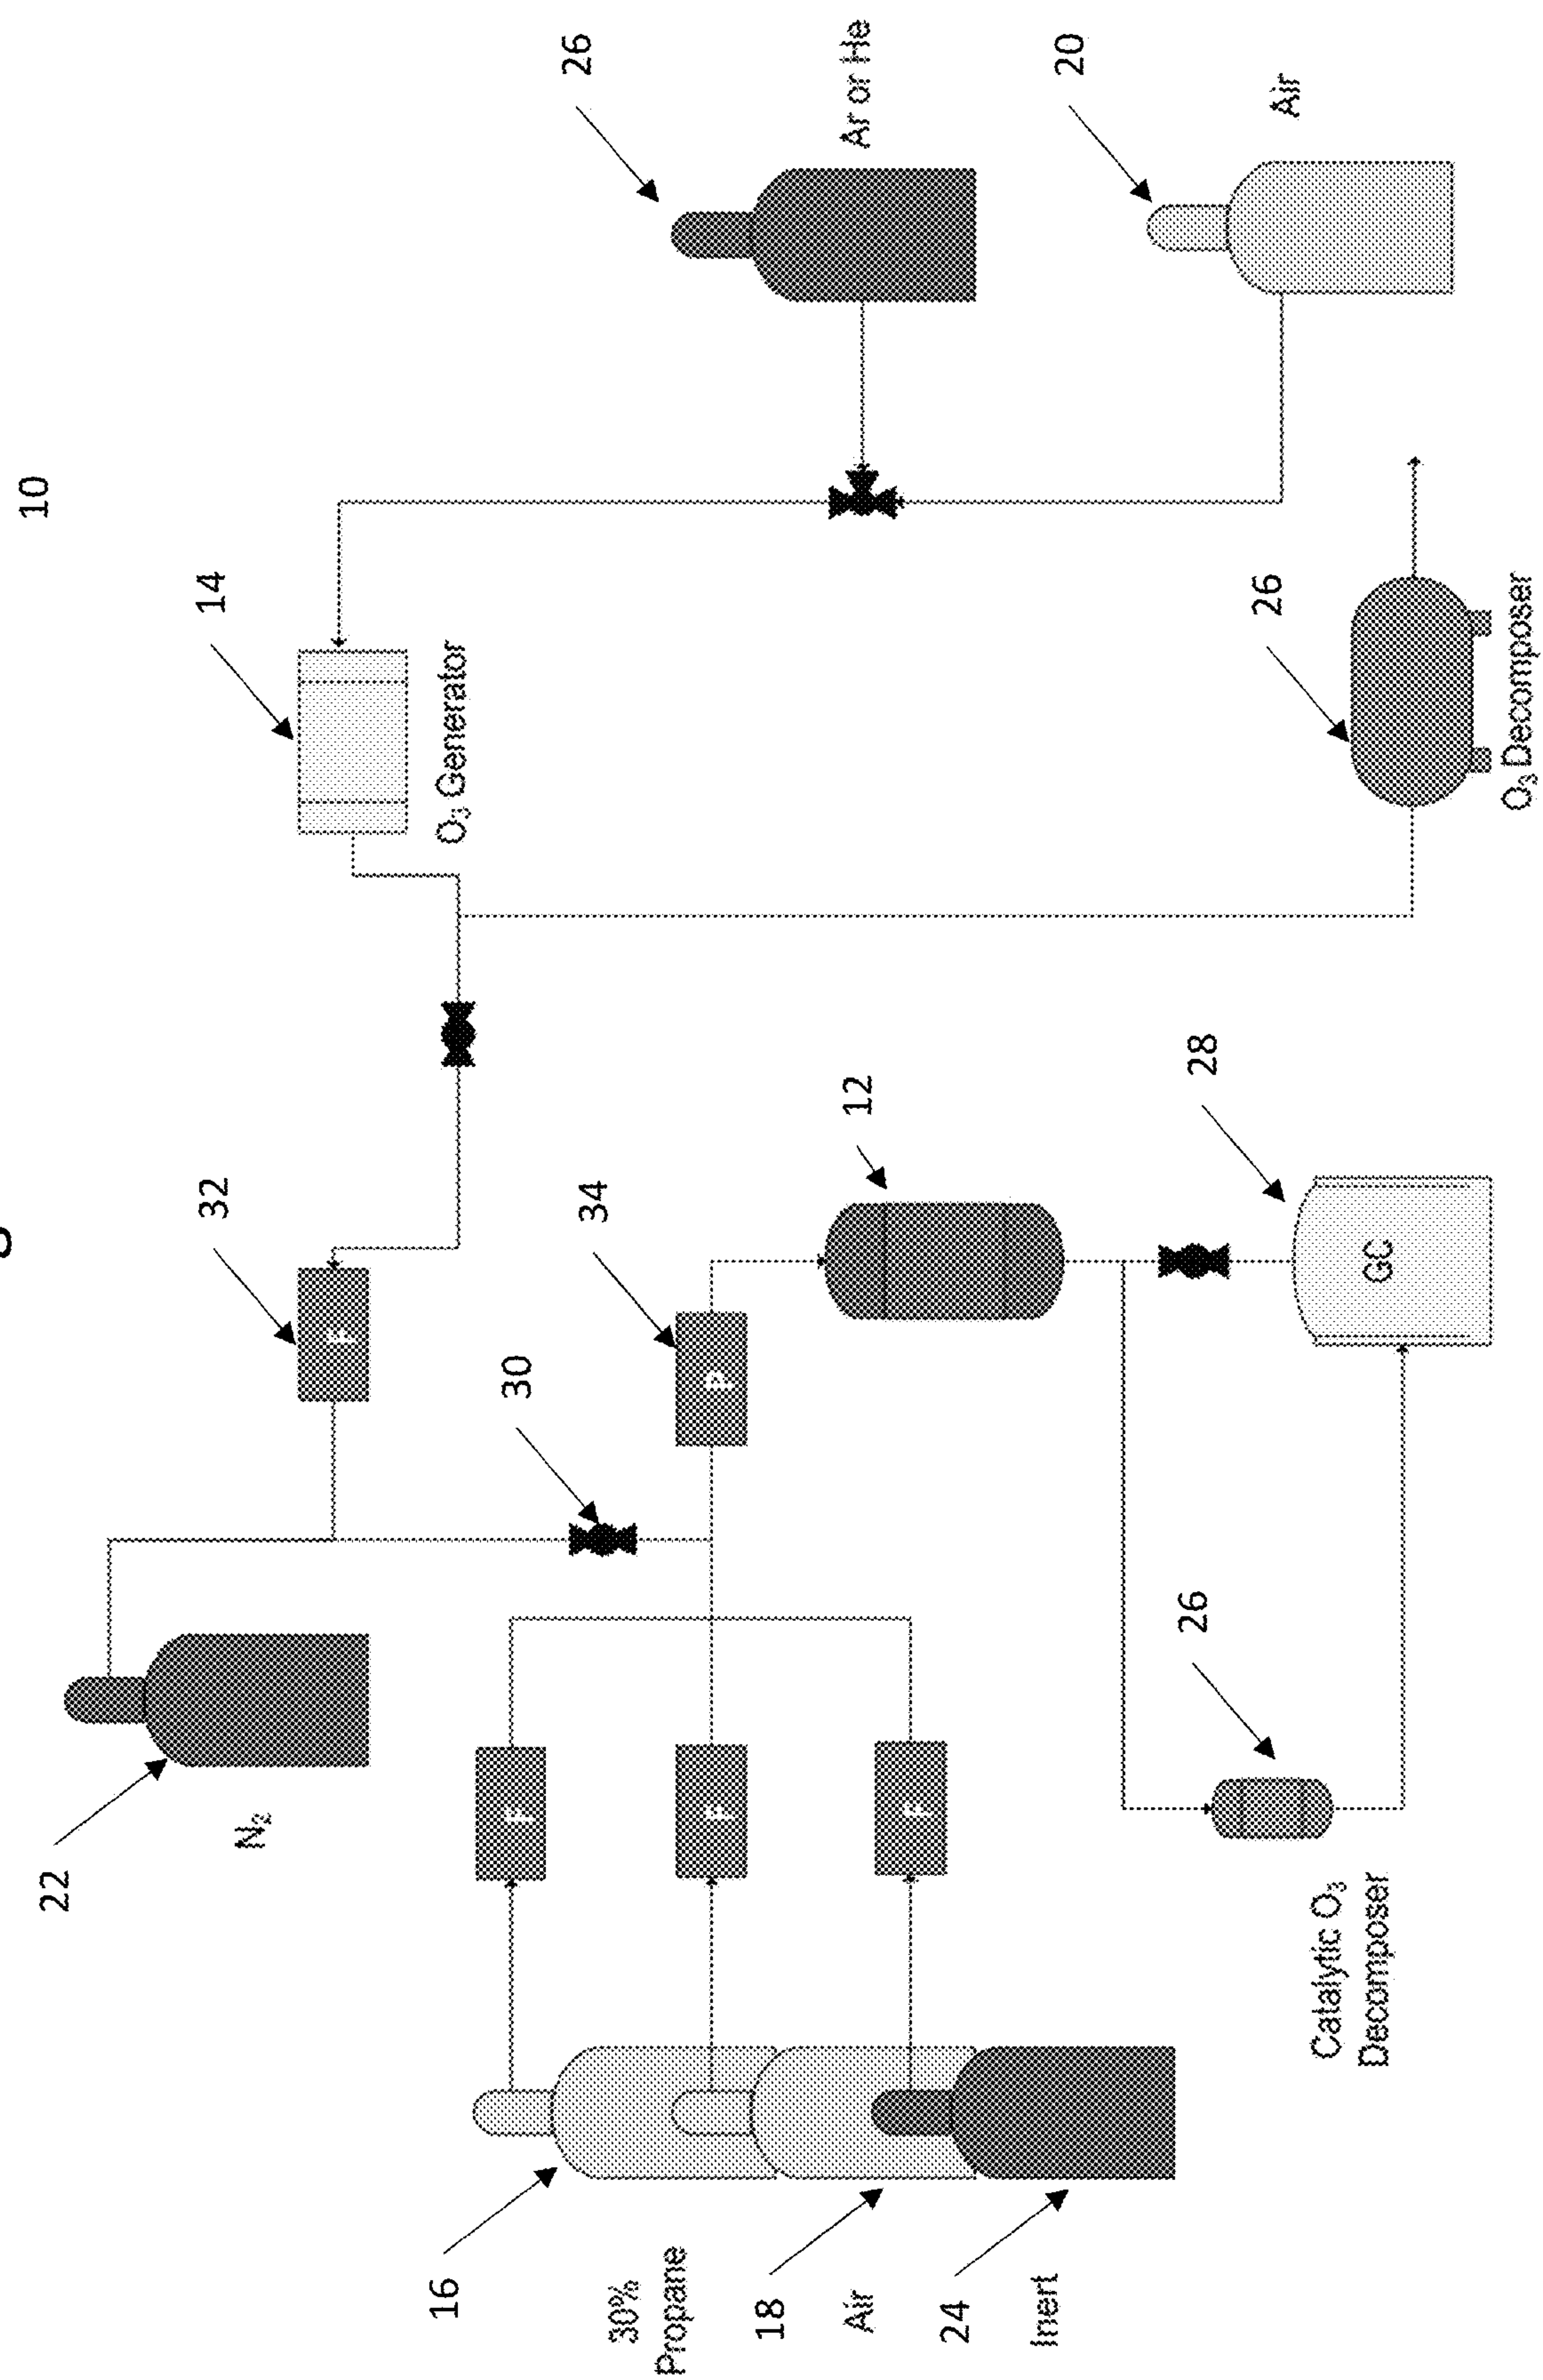 10
22
32
14
N₂
F
16
O₃ Generator
30
F
26
34
30%
Propane
F
P
18
Air
12
Ar or He
F
24
Inert
20
Air
26
28
26
Catalytic O₃
Decomposer
GC
O₃ Decomposer